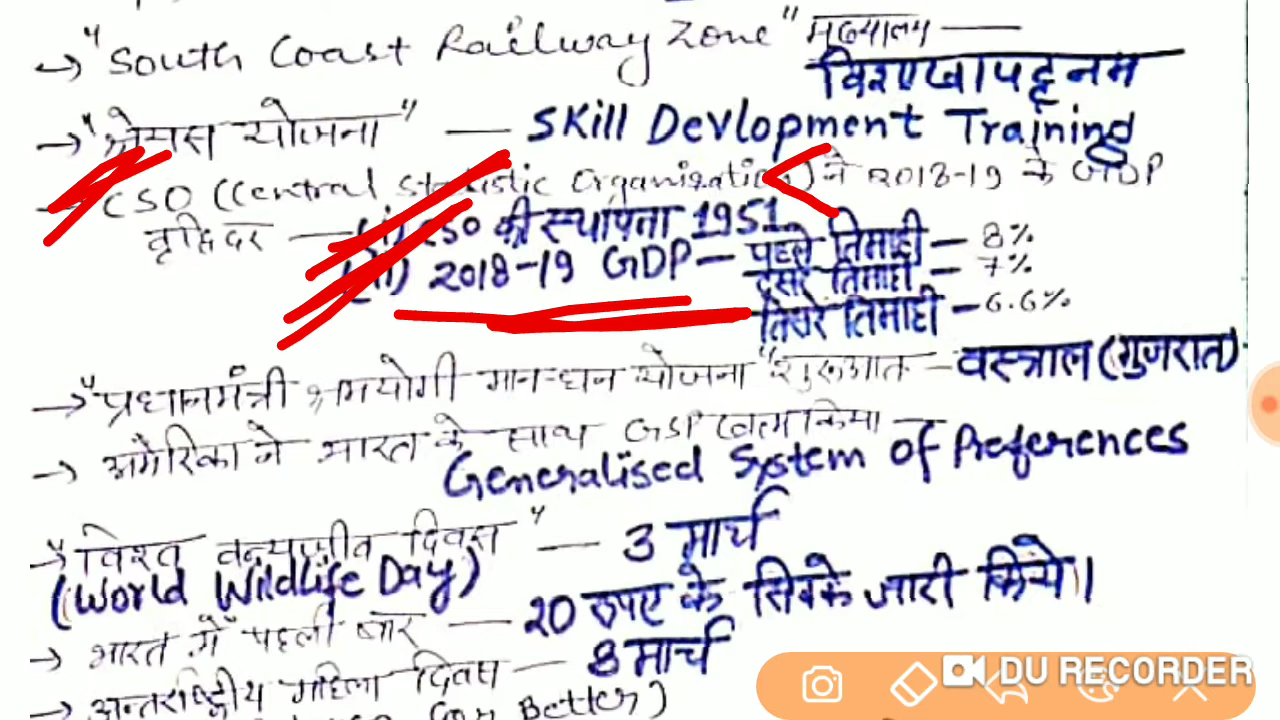 → "South Coast Railway Zone" मुख्यालय —
विशाखापट्टनम
→ "श्रेयस योजना" — Skill Devlopment Training
→ CSO (Central Statistic Organization) ने 2018-19 के GDP
वृद्धि दर — (i) CSO की स्थापना 1951
(ii) 2018-19 GDP — पहले तिमाही — 8%
दूसरे तिमाही — 7%
तिसरे तिमाही — 6.6%
→ "प्रधानमंत्री श्रमयोगी मान-धन योजना" शुरूआत — वस्त्राल (गुजरात)
→ अमेरिका ने भारत के साथ GSP खत्म किया —
Generalised System of Preferences
→ "विश्व वन्यजीव दिवस" — 3 मार्च
(World Wildlife Day)
→ भारत में पहली बार — 20 रुपए के सिक्के जारी किये।
→ अन्तर्राष्ट्रीय महिला दिवस — 8 मार्च
Better)
DU RECORDER